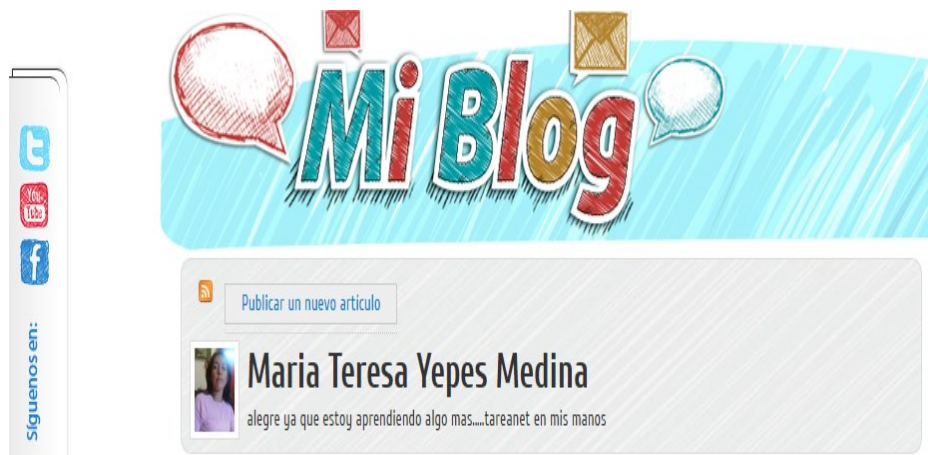 Mi Blog
You
Tube
Síguenos en:
Publicar un nuevo artículo
Maria Teresa Yepes Medina
alegre ya que estoy aprendiendo algo mas.....tareanet en mis manos